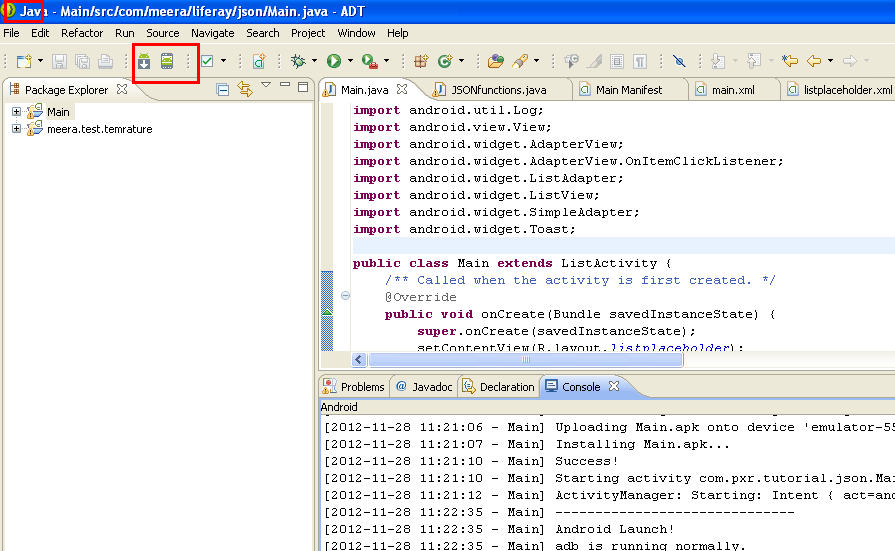 Java - Main/src/com/meera/liferay/json/Main.java - ADT
File Edit Refactor Run Source Navigate Search Project Window Help
Package Explorer
Main
meera.test.temrature
Main.java JSONfunctions.java Main Manifest main.xml listplaceholder.xml
import android.util.Log;
import android.view.View;
import android.widget.AdapterView;
import android.widget.AdapterView.OnItemClickListener;
import android.widget.ListAdapter;
import android.widget.ListView;
import android.widget.SimpleAdapter;
import android.widget.Toast;
public class Main extends ListActivity {
/** Called when the activity is first created. */
@Override
public void onCreate(Bundle savedInstanceState) {
super.onCreate(savedInstanceState);
setContentView(R.layout.listplaceholder);
Problems @ Javadoc Declaration Console
Android
[2012-11-28 11:21:06 - Main] Uploading Main.apk onto device 'emulator-55
[2012-11-28 11:21:07 - Main] Installing Main.apk...
[2012-11-28 11:21:10 - Main] Success!
[2012-11-28 11:21:10 - Main] Starting activity com.pxr.tutorial.json.Mai
[2012-11-28 11:21:12 - Main] ActivityManager: Starting: Intent { act=and
[2012-11-28 11:22:35 - Main] ------------------------------
[2012-11-28 11:22:35 - Main] Android Launch!
[2012-11-28 11:22:35 - Main] adb is running normally.